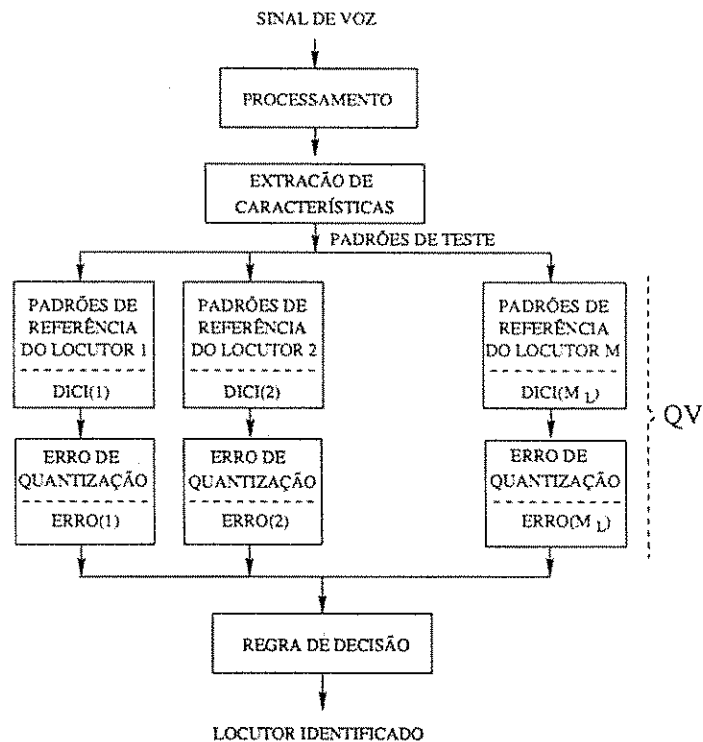 SINAL DE VOZ
PROCESSAMENTO
EXTRAÇÃO DE
CARACTERÍSTICAS
PADRÕES DE TESTE
PADRÕES DE
REFERÊNCIA
DO LOCUTOR 1
DICI(1)
PADRÕES DE
REFERÊNCIA
DO LOCUTOR 2
DICI(2)
PADRÕES DE
REFERÊNCIA
DO LOCUTOR M
DICI(M L)
ERRO DE
QUANTIZAÇÃO
ERRO(1)
ERRO DE
QUANTIZAÇÃO
ERRO(2)
ERRO DE
QUANTIZAÇÃO
ERRO(M L)
QV
REGRA DE DECISÃO
LOCUTOR IDENTIFICADO